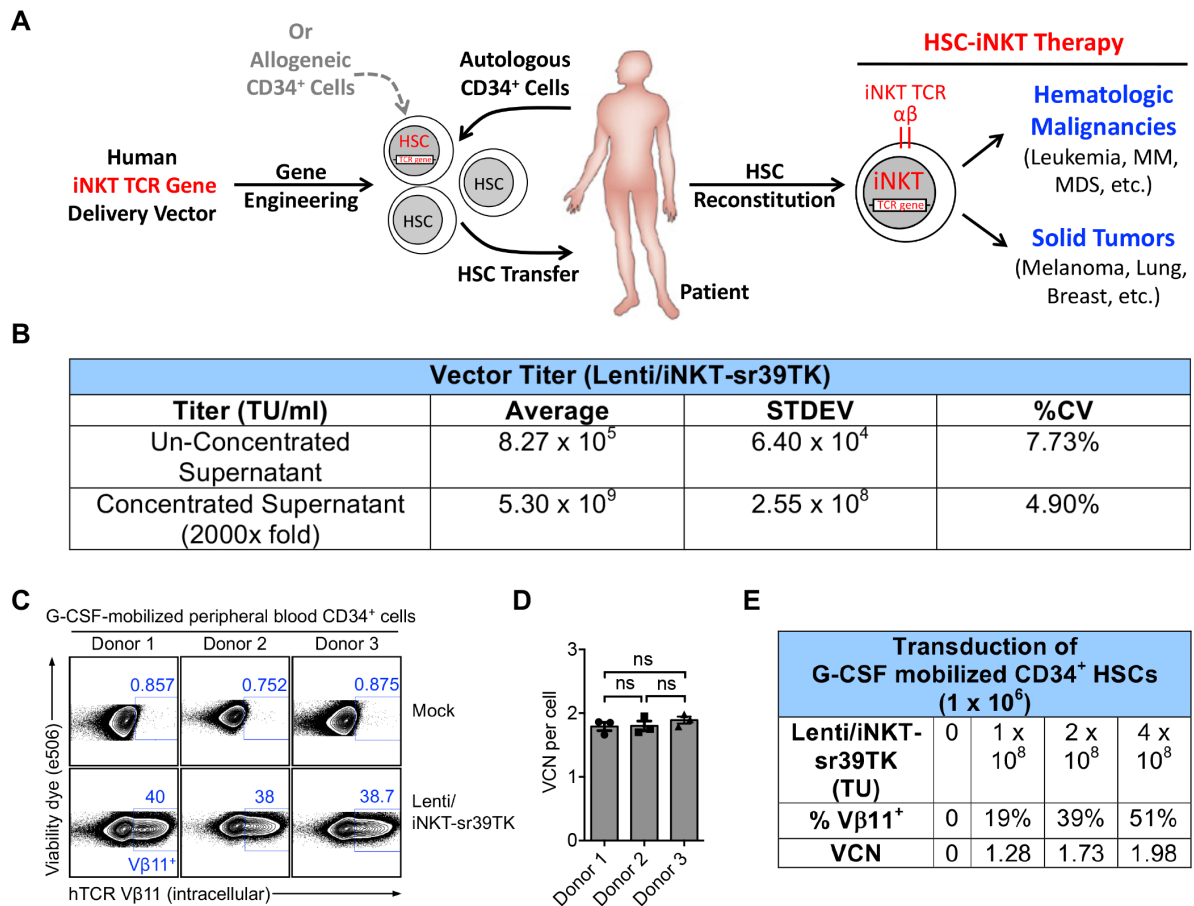 A
Or
Allogeneic
CD34⁺ Cells
Autologous
CD34⁺ Cells
Human
iNKT TCR Gene
Delivery Vector
Gene
Engineering
HSC
TCR gene
HSC
HSC
HSC Transfer
Patient
HSC
Reconstitution
HSC-iNKT Therapy
iNKT TCR
αβ
iNKT
TCR gene
Hematologic
Malignancies
(Leukemia, MM,
MDS, etc.)
Solid Tumors
(Melanoma, Lung,
Breast, etc.)
B
Vector Titer (Lenti/iNKT-sr39TK)
Titer (TU/ml) Average STDEV %CV
Un-Concentrated
Supernatant 8.27 x 10⁵ 6.40 x 10⁴ 7.73%
Concentrated Supernatant
(2000x fold) 5.30 x 10⁹ 2.55 x 10⁸ 4.90%
C
G-CSF-mobilized peripheral blood CD34⁺ cells
Donor 1 Donor 2 Donor 3
0.857 0.752 0.875
Mock
40 38 38.7
Lenti/
iNKT-sr39TK
Vβ11⁺
Viability dye (e506)
hTCR Vβ11 (intracellular)
D
VCN per cell
3
2
1
0
ns
ns ns
Donor 1
Donor 2
Donor 3
E
Transduction of
G-CSF mobilized CD34⁺ HSCs
(1 x 10⁶)
Lenti/iNKT-
sr39TK
(TU) 0 1 x 10⁸ 2 x 10⁸ 4 x 10⁸
% Vβ11⁺ 0 19% 39% 51%
VCN 0 1.28 1.73 1.98